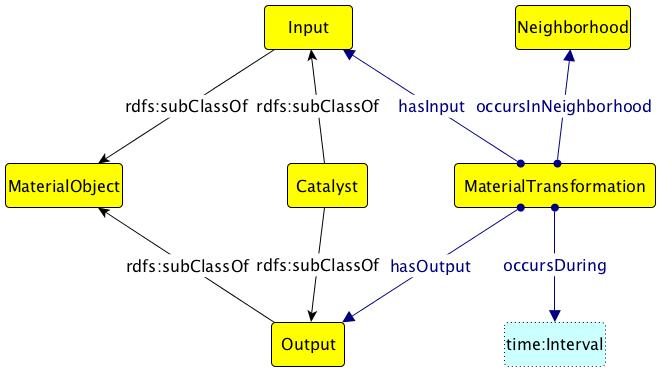 Input
Neighborhood
rdfs:subClassOf
rdfs:subClassOf
hasInput
occursInNeighborhood
MaterialObject
Catalyst
MaterialTransformation
rdfs:subClassOf
rdfs:subClassOf
hasOutput
occursDuring
Output
time:Interval